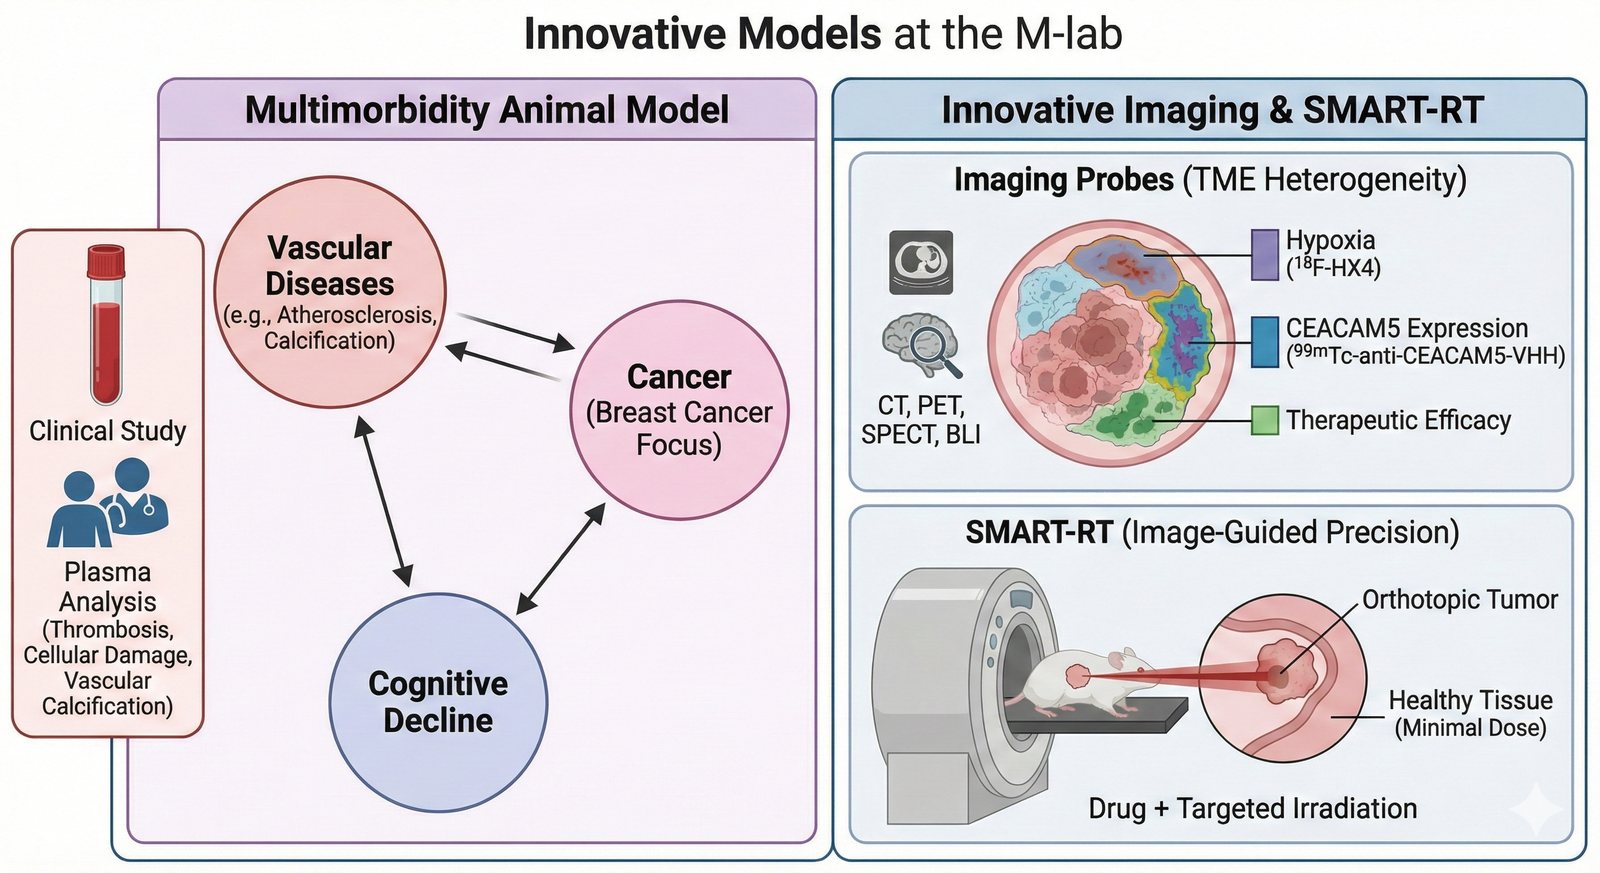 Innovative Models at the M-lab
Multimorbidity Animal Model
Vascular
Diseases
(e.g., Atherosclerosis,
Calcification)
Cancer
(Breast Cancer
Focus)
Cognitive
Decline
Clinical Study
Plasma
Analysis
(Thrombosis,
Cellular Damage,
Vascular
Calcification)
Innovative Imaging & SMART-RT
Imaging Probes (TME Heterogeneity)
CT, PET,
SPECT, BLI
Hypoxia
(¹⁸F-HX4)
CEACAM5 Expression
(⁹⁹ᵐTc-anti-CEACAM5-VHH)
Therapeutic Efficacy
SMART-RT (Image-Guided Precision)
Orthotopic Tumor
Healthy Tissue
(Minimal Dose)
Drug + Targeted Irradiation